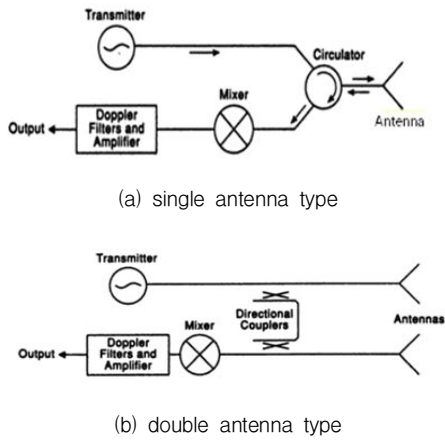 Transmitter
Circulator
Mixer
Doppler
Filters and
Amplifier
Output
Antenna
(a) single antenna type
Transmitter
Directional
Couplers
Antennas
Mixer
Doppler
Filters and
Amplifier
Output
(b) double antenna type